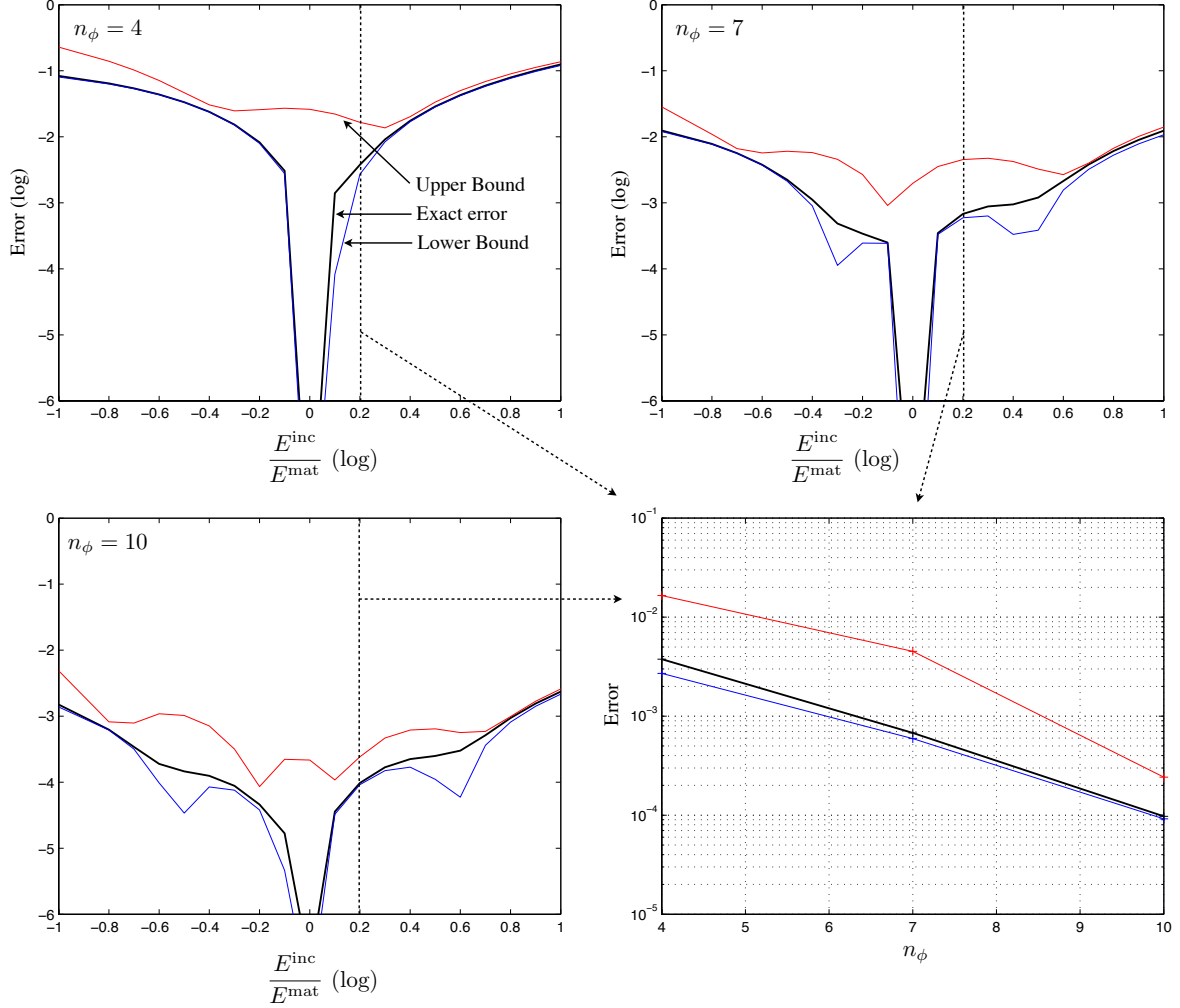 n_ϕ = 4
0
−1
−2
−3
−4
−5
−6
Error (log)
Upper Bound
Exact error
Lower Bound
−1 −0.8 −0.6 −0.4 −0.2 0 0.2 0.4 0.6 0.8 1
E^inc
E^mat (log)
n_ϕ = 7
0
−1
−2
−3
−4
−5
−6
Error (log)
−1 −0.8 −0.6 −0.4 −0.2 0 0.2 0.4 0.6 0.8 1
E^inc
E^mat (log)
n_ϕ = 10
0
−1
−2
−3
−4
−5
−6
−1 −0.8 −0.6 −0.4 −0.2 0 0.2 0.4 0.6 0.8 1
E^inc
E^mat (log)
10^−1
10^−2
10^−3
10^−4
10^−5
Error
4 5 6 7 8 9 10
n_ϕ